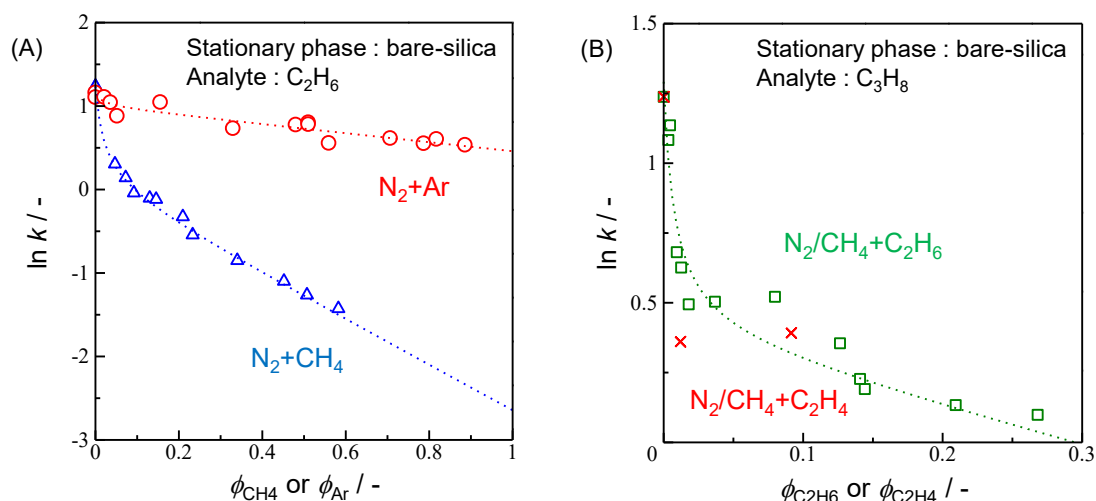 (A)
Stationary phase : bare-silica
Analyte : C₂H₆
N₂+Ar
N₂+CH₄
ln k / -
2
1
0
-1
-2
-3
0
0.2
0.4
0.6
0.8
1
ϕCH4 or ϕAr / -
(B)
Stationary phase : bare-silica
Analyte : C₃H₈
N₂/CH₄+C₂H₆
N₂/CH₄+C₂H₄
ln k / -
1.5
1
0.5
0
0
0.1
0.2
0.3
ϕC2H6 or ϕC2H4 / -